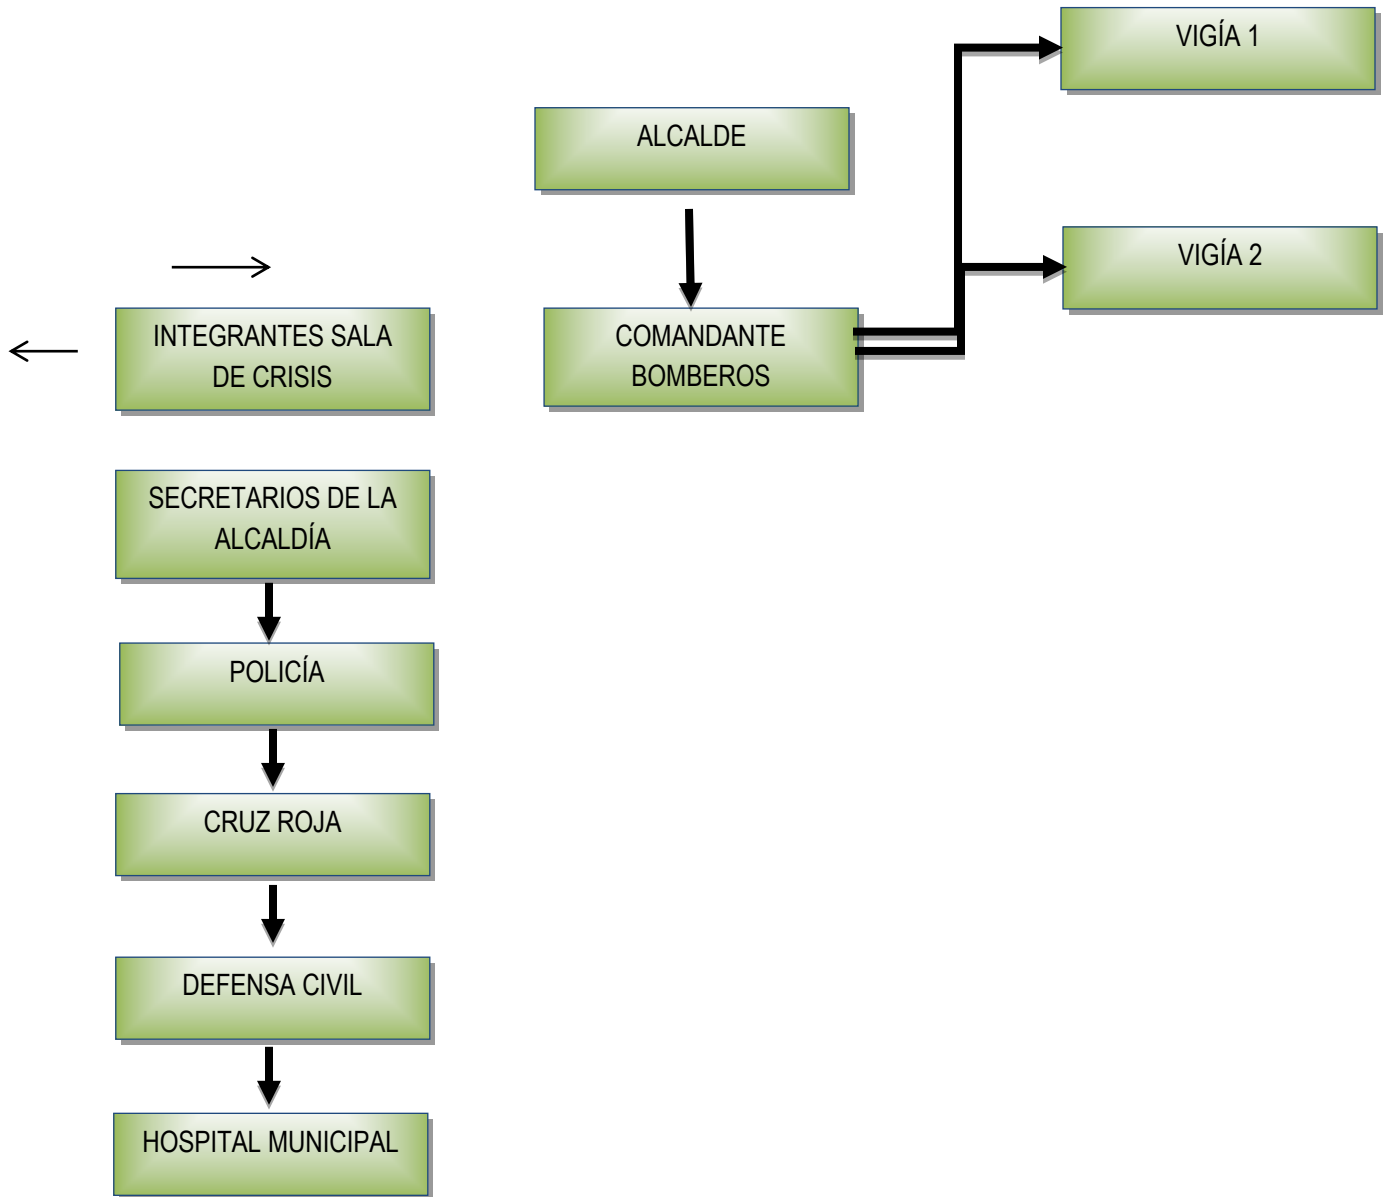 VIGÍA 1
ALCALDE
VIGÍA 2
INTEGRANTES SALA
DE CRISIS
COMANDANTE
BOMBEROS
SECRETARIOS DE LA
ALCALDÍA
POLICÍA
CRUZ ROJA
DEFENSA CIVIL
HOSPITAL MUNICIPAL